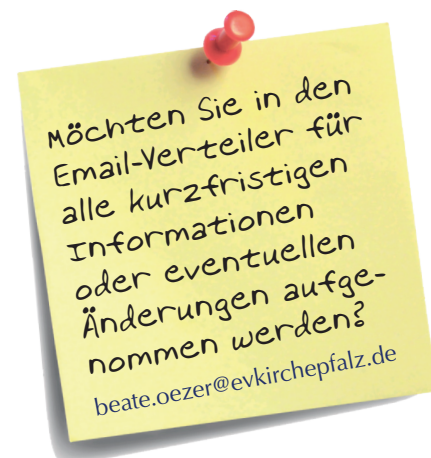 Möchten Sie in den
Email-Verteiler für
alle kurzfristigen
Informationen
oder eventuellen
Änderungen aufge-
nommen werden?
beate.oezer@evkirchepfalz.de